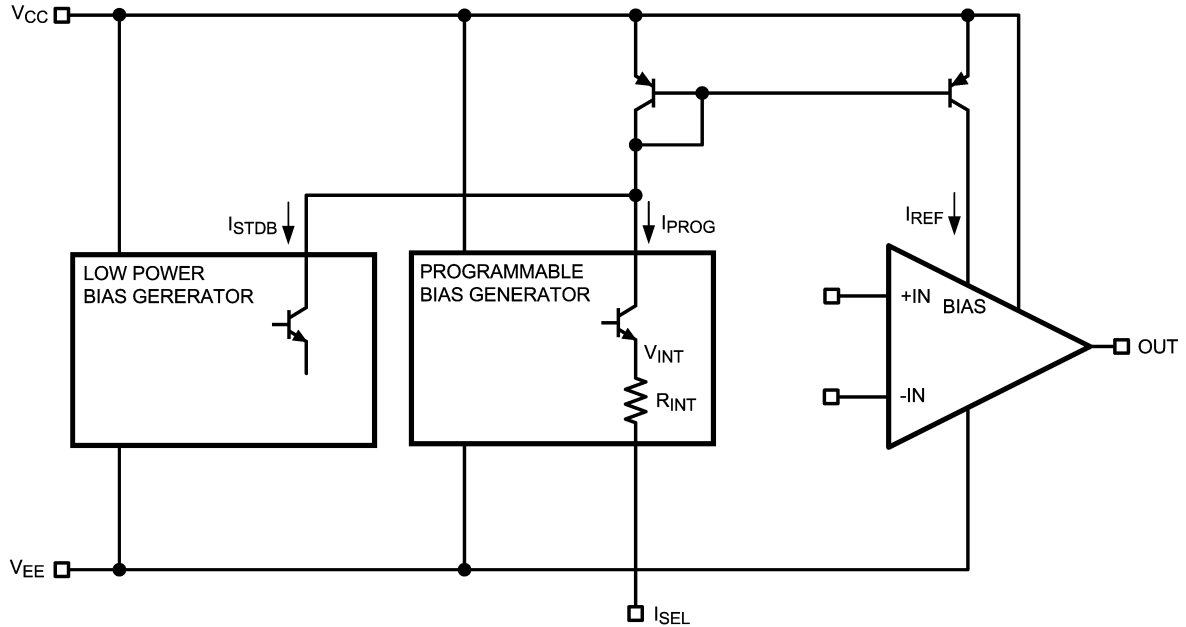 VCC
ISTDB
IPROG
IREF
LOW POWER
BIAS GERERATOR
PROGRAMMABLE
BIAS GENERATOR
+IN
BIAS
VINT
OUT
RINT
-IN
VEE
ISEL